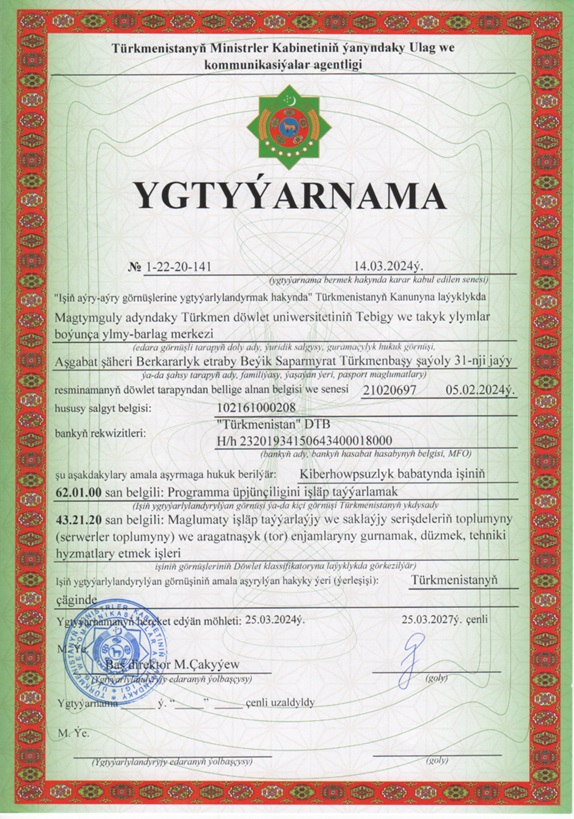 Türkmenistanyň Ministrler Kabinetiniň ýanyndaky Ulag we
kommunikasiýalar agentligi
YGTYÝARNAMA
№ 1-22-20-141 14.03.2024ý.
(ygtyýarnama bermek hakynda karar kabul edilen senesi)
"Işiň aýry-aýry görnüşlerine ygtyýarlylandyrmak hakynda" Türkmenistanyň Kanunyna laýyklykda
Magtymguly adyndaky Türkmen döwlet uniwersitetiniň Tebigy we takyk ylymlar
boýunça ylmy-barlag merkezi
(edara görnüşli tarapyň doly ady, ýuridik salgysy, guramaçylyk hukuk görnüşi,
Aşgabat şäheri Berkararlyk etraby Beýik Saparmyrat Türkmenbaşy şaýoly 31-nji jaýy
ýa-da şahsy tarapyň ady, familiýasy, ýaşaýan ýeri, pasport maglumatlary)
resminamanyň döwlet tarapyndan bellige alnan belgisi we senesi 21020697 05.02.2024ý.
hususy salgyt belgisi: 102161000208
"Türkmenistan" DTB
bankyň rekwizitleri:
H/h 23201934150643400018000
(bankyň ady, bankyň hasabat hasabynyň belgisi, MFO)
şu aşakdakylary amala aşyrmaga hukuk berilýär: Kiberhowpsuzlyk babatynda işiniň
62.01.00 san belgili: Programma üpjünçiligini işläp taýýarlamak
(Işiň ygtyýarlylandyrylýan görnüşi ýa-da kiçi görnüşi Türkmenistanyň ykdysady
43.21.20 san belgili: Maglumaty işläp taýýarlaýjy we saklaýjy serişdeleriň toplumyny
(serwerler toplumyny) we aragatnaşyk (tor) enjamlaryny gurnamak, düzmek, tehniki
hyzmatlary etmek işleri
işiniň görnüşleriniň Döwlet klassifikatoryna laýyklykda görkezilýär)
Işiň ygtyýarlylandyrylýan görnüşiniň amala aşyrylýan hakyky ýeri (ýerleşişi): Türkmenistanyň
çäginde
Ygtyýarnamanyň hereket edýän möhleti: 25.03.2024ý. 25.03.2027ý. çenli
M. Ýe.
Baş direktor M.Çakyýew
(Ygtyýarlylandyryjy edaranyň ýolbaşçysy) (goly)
Ygtyýarnama ______ ý. "____" _____ çenli uzaldyldy
M. Ýe.
(Ygtyýarlylandyryjy edaranyň ýolbaşçysy) (goly)